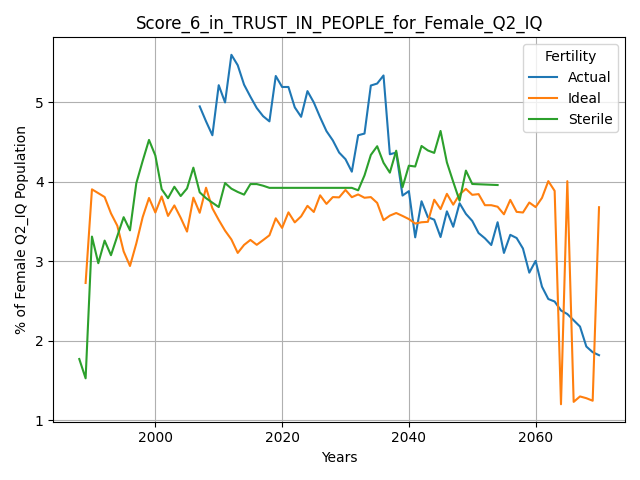 Score_6_in_TRUST_IN_PEOPLE_for_Female_Q2_IQ
Fertility
Actual
Ideal
Sterile
% of Female Q2_IQ Population
5
4
3
2
1
2000 2020 2040 2060
Years